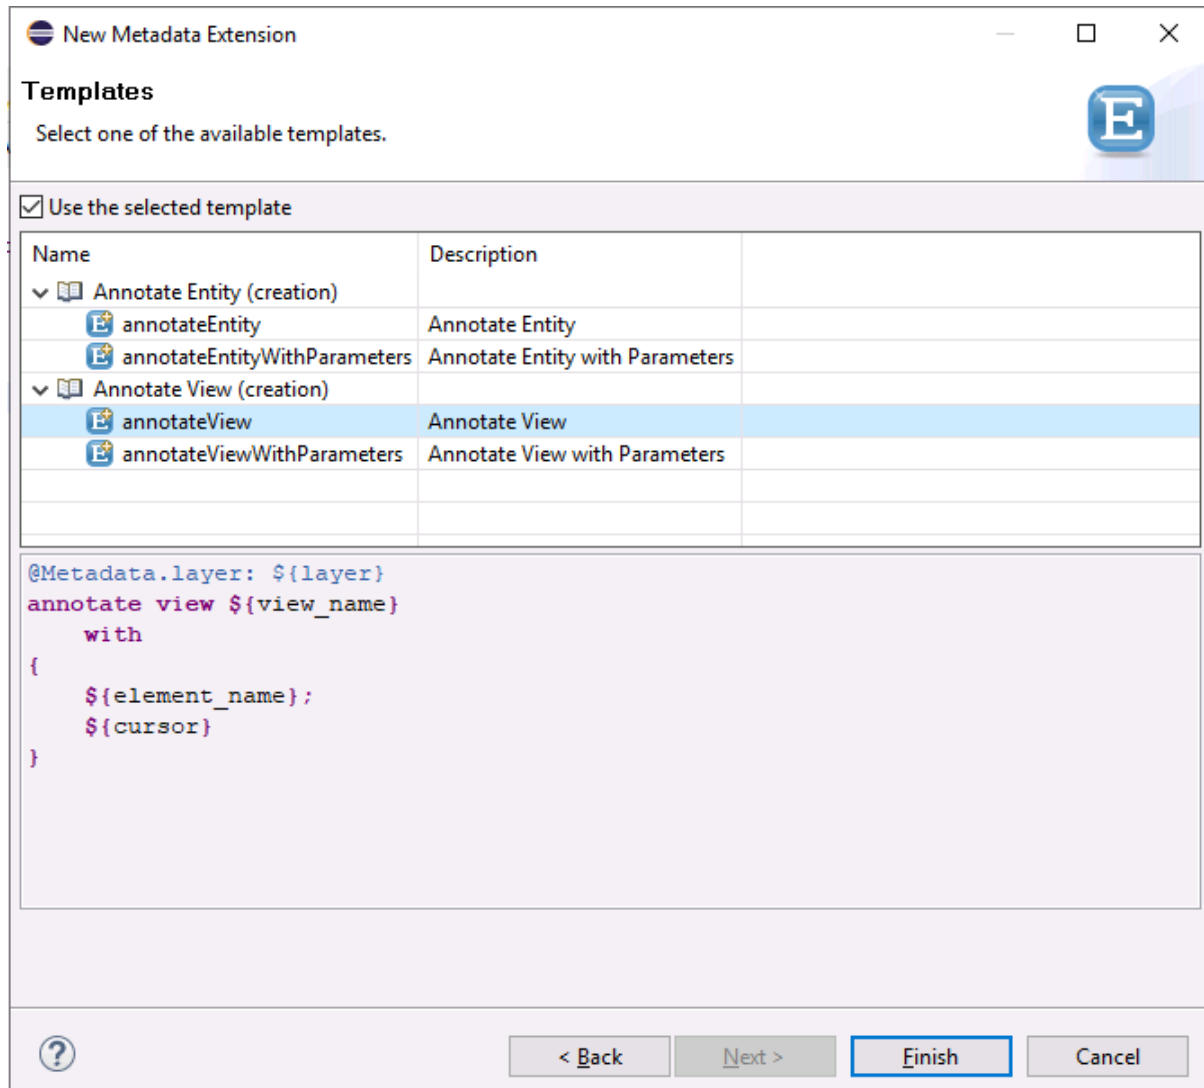 New Metadata Extension
Templates
Select one of the available templates.
E
Use the selected template
Name Description
Annotate Entity (creation)
annotateEntity Annotate Entity
annotateEntityWithParameters Annotate Entity with Parameters
Annotate View (creation)
annotateView Annotate View
annotateViewWithParameters Annotate View with Parameters
@Metadata.layer: ${layer}
annotate view ${view_name}
    with
{
    ${element_name};
    ${cursor}
}
? < Back Next > Finish Cancel